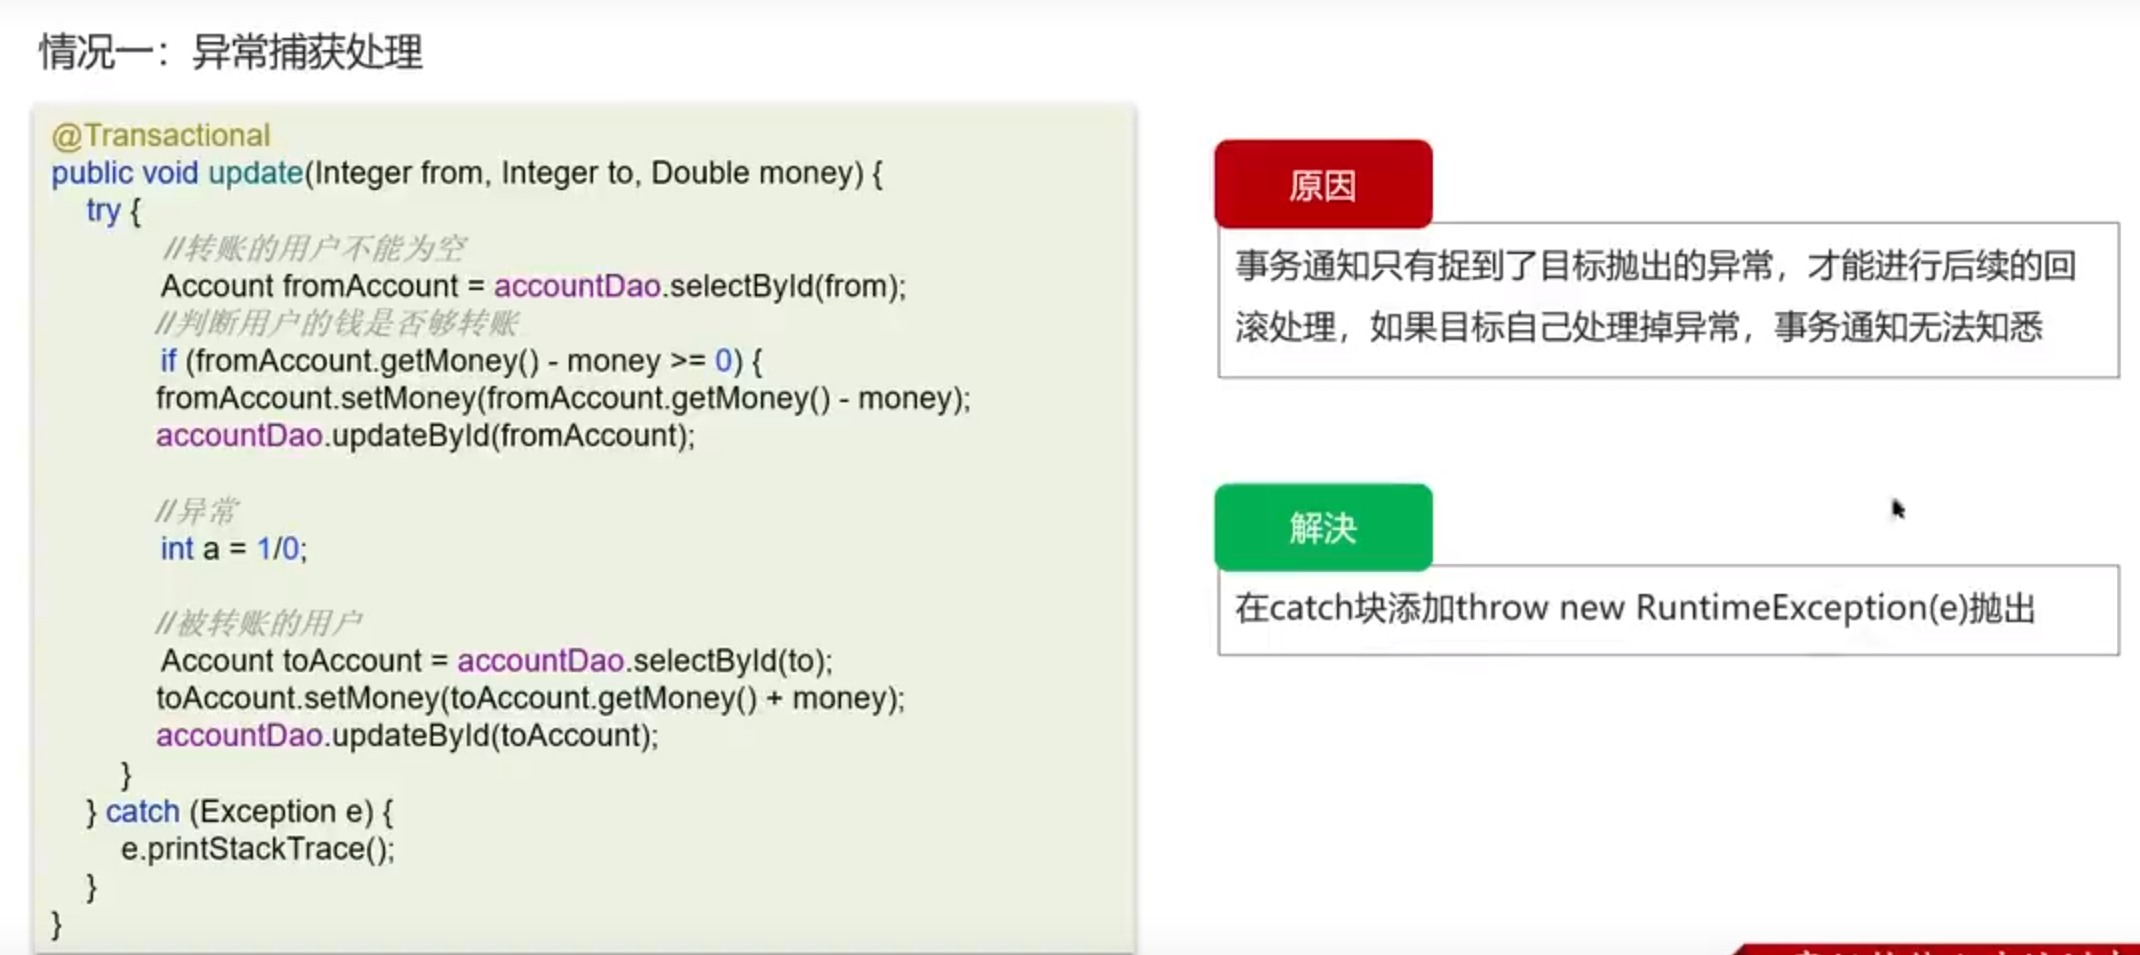 情况一：异常捕获处理
@Transactional
public void update(Integer from, Integer to, Double money) {
try {
//转账的用户不能为空
Account fromAccount = accountDao.selectById(from);
//判断用户的钱是否够转账
if (fromAccount.getMoney() - money >= 0) {
fromAccount.setMoney(fromAccount.getMoney() - money);
accountDao.updateById(fromAccount);
//异常
int a = 1/0;
//被转账的用户
Account toAccount = accountDao.selectById(to);
toAccount.setMoney(toAccount.getMoney() + money);
accountDao.updateById(toAccount);
}
} catch (Exception e) {
e.printStackTrace();
}
}
原因
事务通知只有捉到了目标抛出的异常，才能进行后续的回
滚处理，如果目标自己处理掉异常，事务通知无法知悉
解决
在catch块添加throw new RuntimeException(e)抛出